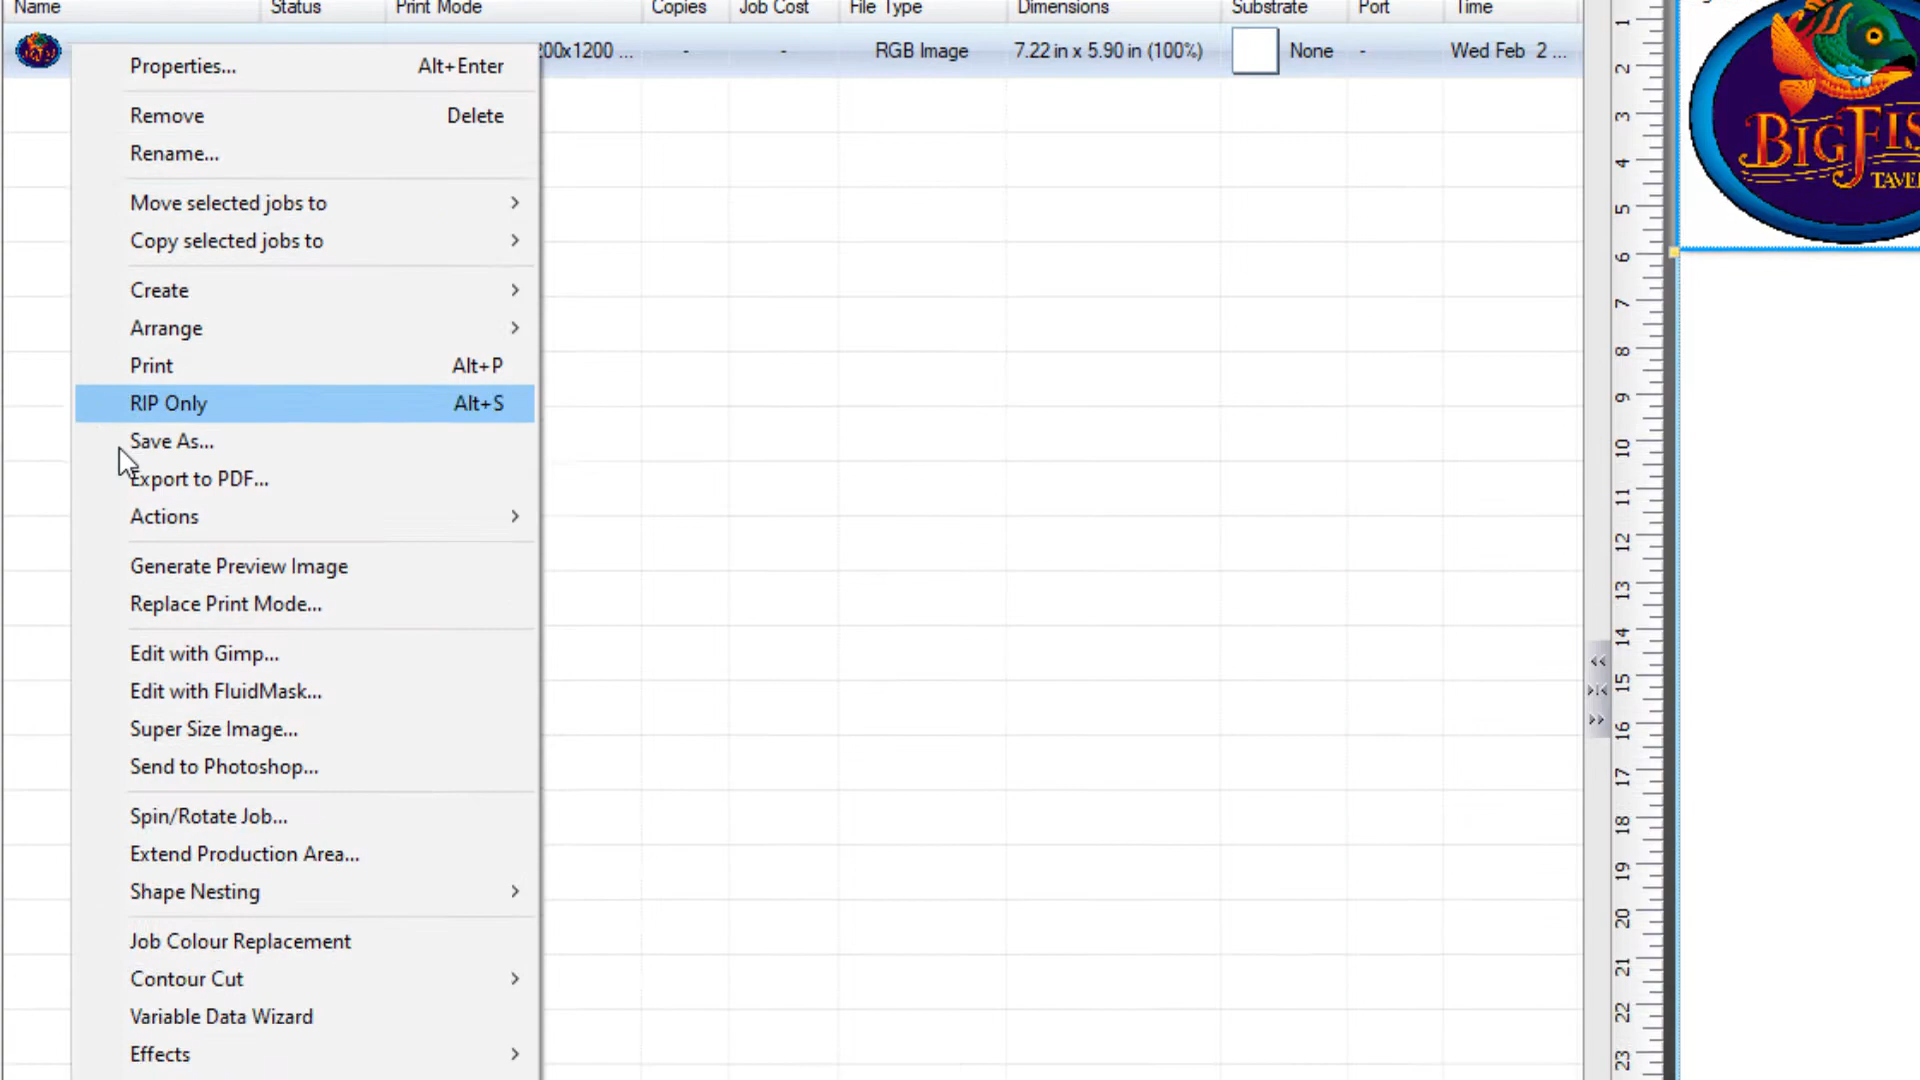 Name Status Print Mode Copies Job Cost File Type Dimensions Substrate Port Time
00x1200 ... - - RGB Image 7.22 in x 5.90 in (100%) None - Wed Feb 2 ...
Properties... Alt+Enter
Remove Delete
Rename...
Move selected jobs to
Copy selected jobs to
Create
Arrange
Print Alt+P
RIP Only Alt+S
Save As...
Export to PDF...
Actions
Generate Preview Image
Replace Print Mode...
Edit with Gimp...
Edit with FluidMask...
Super Size Image...
Send to Photoshop...
Spin/Rotate Job...
Extend Production Area...
Shape Nesting
Job Colour Replacement
Contour Cut
Variable Data Wizard
Effects
1
2
3
4
5
6
7
8
9
10
11
12
13
14
15
16
17
18
19
20
21
22
23
BIGFIS
TAVE